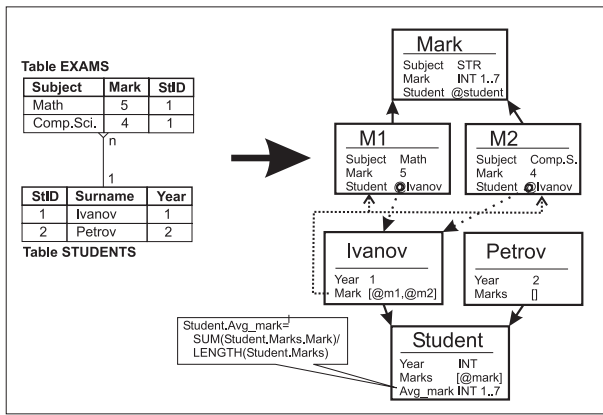 Table EXAMS
Subject Mark StID
Math 5 1
Comp.Sci. 4 1
n
1
StID Surname Year
1 Ivanov 1
2 Petrov 2
Table STUDENTS
Mark
Subject STR
Mark INT 1..7
Student @student
M1
Subject Math
Mark 5
Student @Ivanov
M2
Subject Comp.S.
Mark 4
Student @Ivanov
Ivanov
Year 1
Mark [@m1,@m2]
Petrov
Year 2
Marks []
Student.Avg_mark=
SUM(Student.Marks.Mark)/
LENGTH(Student.Marks)
Student
Year INT
Marks [@mark]
Avg_mark INT 1..7